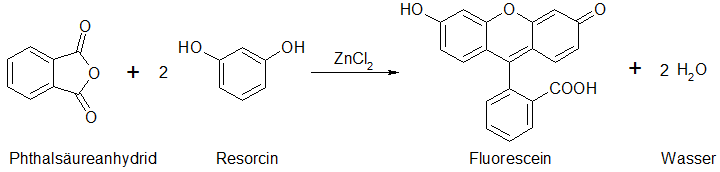 O
O
O
+ 2
HO
OH
ZnCl2
HO
O
O
COOH
+ 2 H2O
Phthalsäureanhydrid
Resorcin
Fluorescein
Wasser